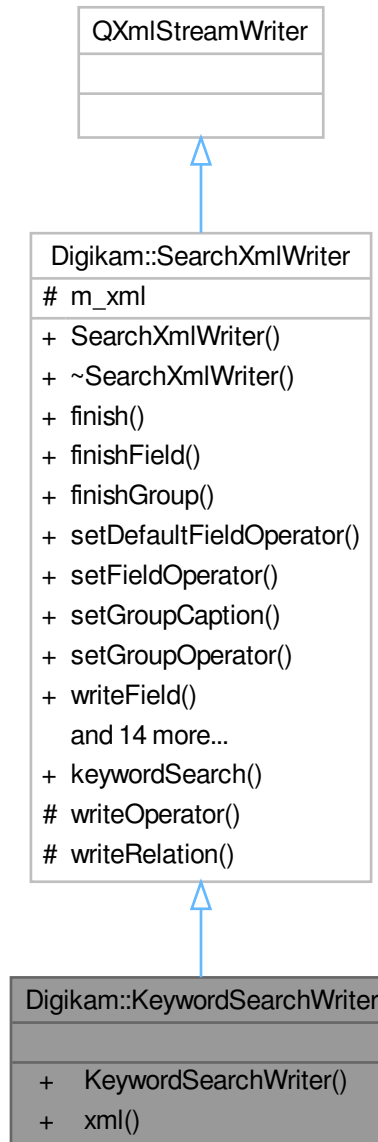 QXmlStreamWriter
Digikam::SearchXmlWriter
# m_xml
+ SearchXmlWriter()
+ ~SearchXmlWriter()
+ finish()
+ finishField()
+ finishGroup()
+ setDefaultFieldOperator()
+ setFieldOperator()
+ setGroupCaption()
+ setGroupOperator()
+ writeField()
and 14 more...
+ keywordSearch()
# writeOperator()
# writeRelation()
Digikam::KeywordSearchWriter
+ KeywordSearchWriter()
+ xml()